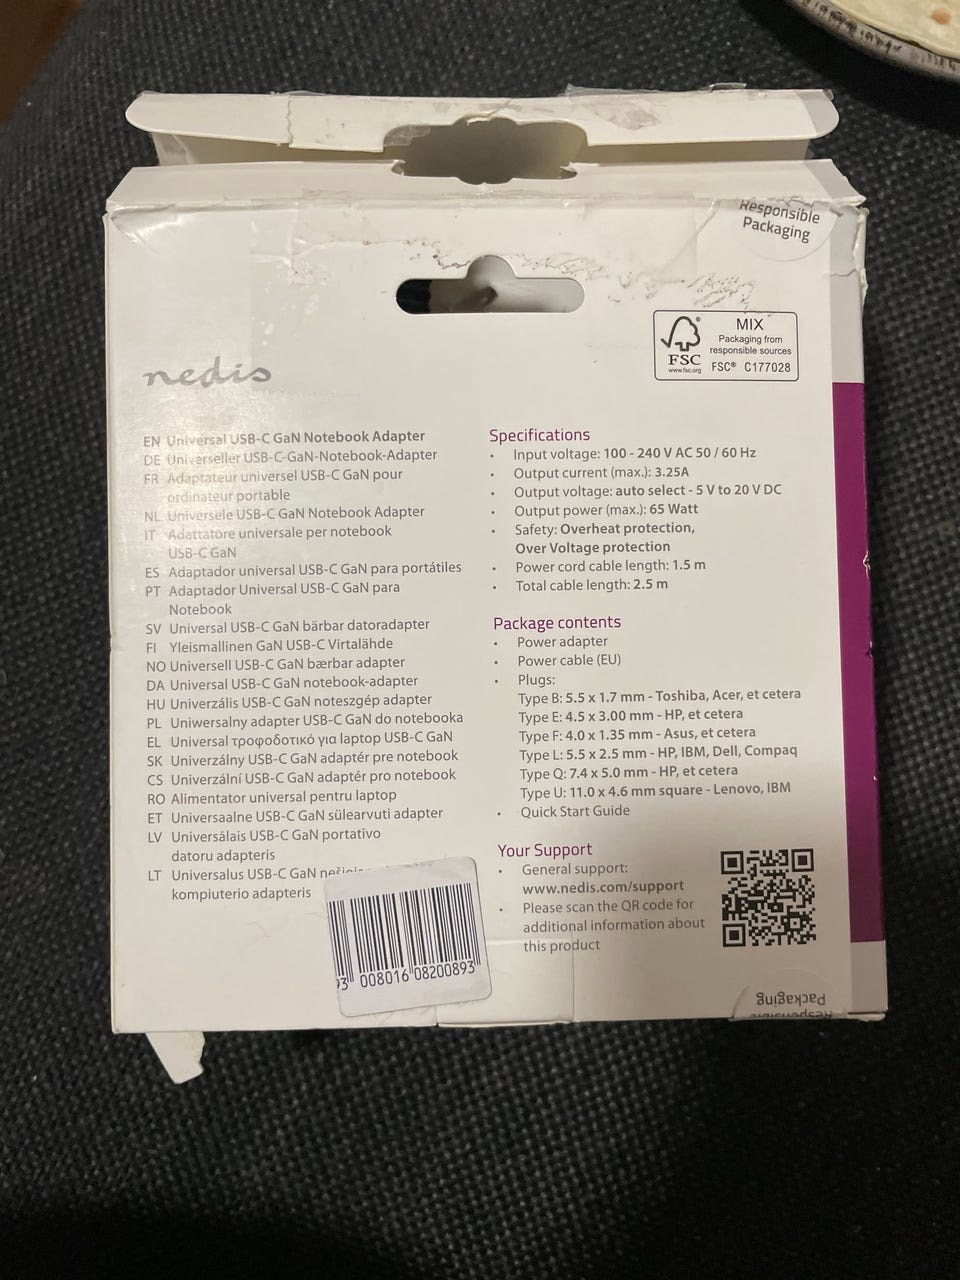 Responsible
Packaging
nedis
FSC®
www.fsc.org
MIX
Packaging from
responsible sources
FSC® C177028
EN Universal USB-C GaN Notebook Adapter
DE Universeller USB-C-GaN-Notebook-Adapter
FR Adaptateur universel USB-C GaN pour
ordinateur portable
NL Universele USB-C GaN Notebook Adapter
IT Adattatore universale per notebook
USB-C GaN
ES Adaptador universal USB-C GaN para portátiles
PT Adaptador Universal USB-C GaN para
Notebook
SV Universal USB-C GaN bärbar datoradapter
FI Yleismallinen GaN USB-C Virtalähde
NO Universell USB-C GaN bærbar adapter
DA Universal USB-C GaN notebook-adapter
HU Univerzális USB-C GaN noteszgép adapter
PL Uniwersalny adapter USB-C GaN do notebooka
EL Universal τροφοδοτικό για laptop USB-C GaN
SK Univerzálny USB-C GaN adaptér pre notebook
CS Univerzální USB-C GaN adaptér pro notebook
RO Alimentator universal pentru laptop
ET Universaalne USB-C GaN sülearvuti adapter
LV Universālais USB-C GaN portatīvo
datoru adapteris
LT Universalus USB-C GaN
kompiuterio adapteris
93 008016 08200893
Specifications
• Input voltage: 100 - 240 V AC 50 / 60 Hz
• Output current (max.): 3.25A
• Output voltage: auto select - 5 V to 20 V DC
• Output power (max.): 65 Watt
• Safety: Overheat protection,
Over Voltage protection
• Power cord cable length: 1.5 m
• Total cable length: 2.5 m
Package contents
• Power adapter
• Power cable (EU)
• Plugs:
Type B: 5.5 x 1.7 mm - Toshiba, Acer, et cetera
Type E: 4.5 x 3.00 mm - HP, et cetera
Type F: 4.0 x 1.35 mm - Asus, et cetera
Type L: 5.5 x 2.5 mm - HP, IBM, Dell, Compaq
Type Q: 7.4 x 5.0 mm - HP, et cetera
Type U: 11.0 x 4.6 mm square - Lenovo, IBM
• Quick Start Guide
Your Support
• General support:
www.nedis.com/support
• Please scan the QR code for
additional information about
this product
Responsible
Packaging